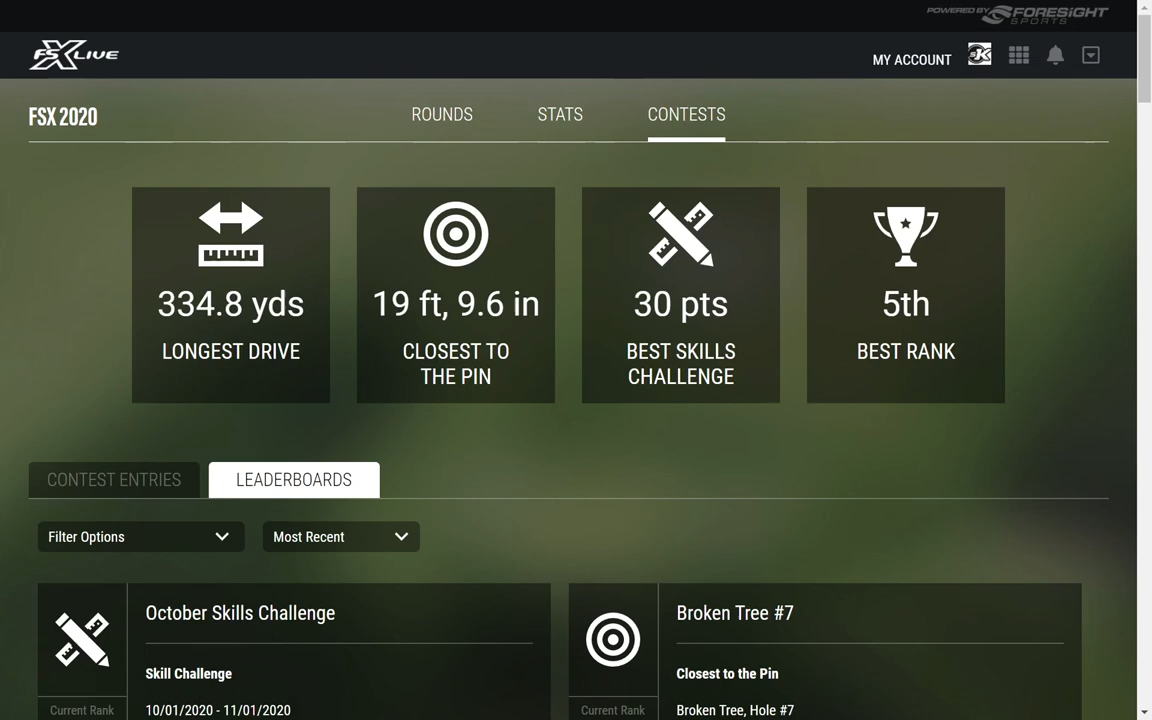 POWERED BY FORESIGHT SPORTS
FSX LIVE
MY ACCOUNT
FSX 2020
ROUNDS STATS CONTESTS
334.8 yds
LONGEST DRIVE
19 ft, 9.6 in
CLOSEST TO
THE PIN
30 pts
BEST SKILLS
CHALLENGE
5th
BEST RANK
CONTEST ENTRIES LEADERBOARDS
Filter Options Most Recent
October Skills Challenge
Skill Challenge
Current Rank
10/01/2020 - 11/01/2020
Broken Tree #7
Closest to the Pin
Current Rank
Broken Tree, Hole #7